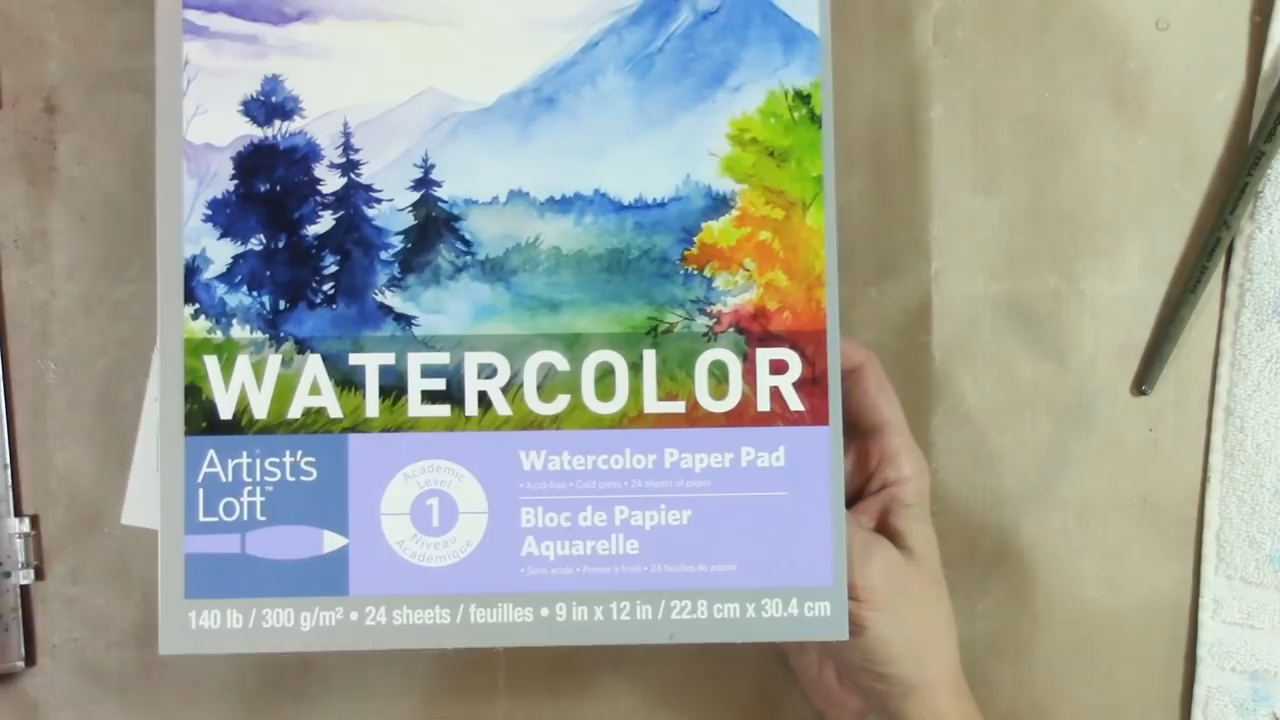 WATERCOLOR
Artist's
Loft™
Academic
Level
1
Niveau
Académique
Watercolor Paper Pad
• Acid-free • Cold press • 24 sheets of paper
Bloc de Papier
Aquarelle
• Sans acide • Presse à froid • 24 feuilles de papier
140 lb / 300 g/m² • 24 sheets / feuilles • 9 in x 12 in / 22.8 cm x 30.4 cm